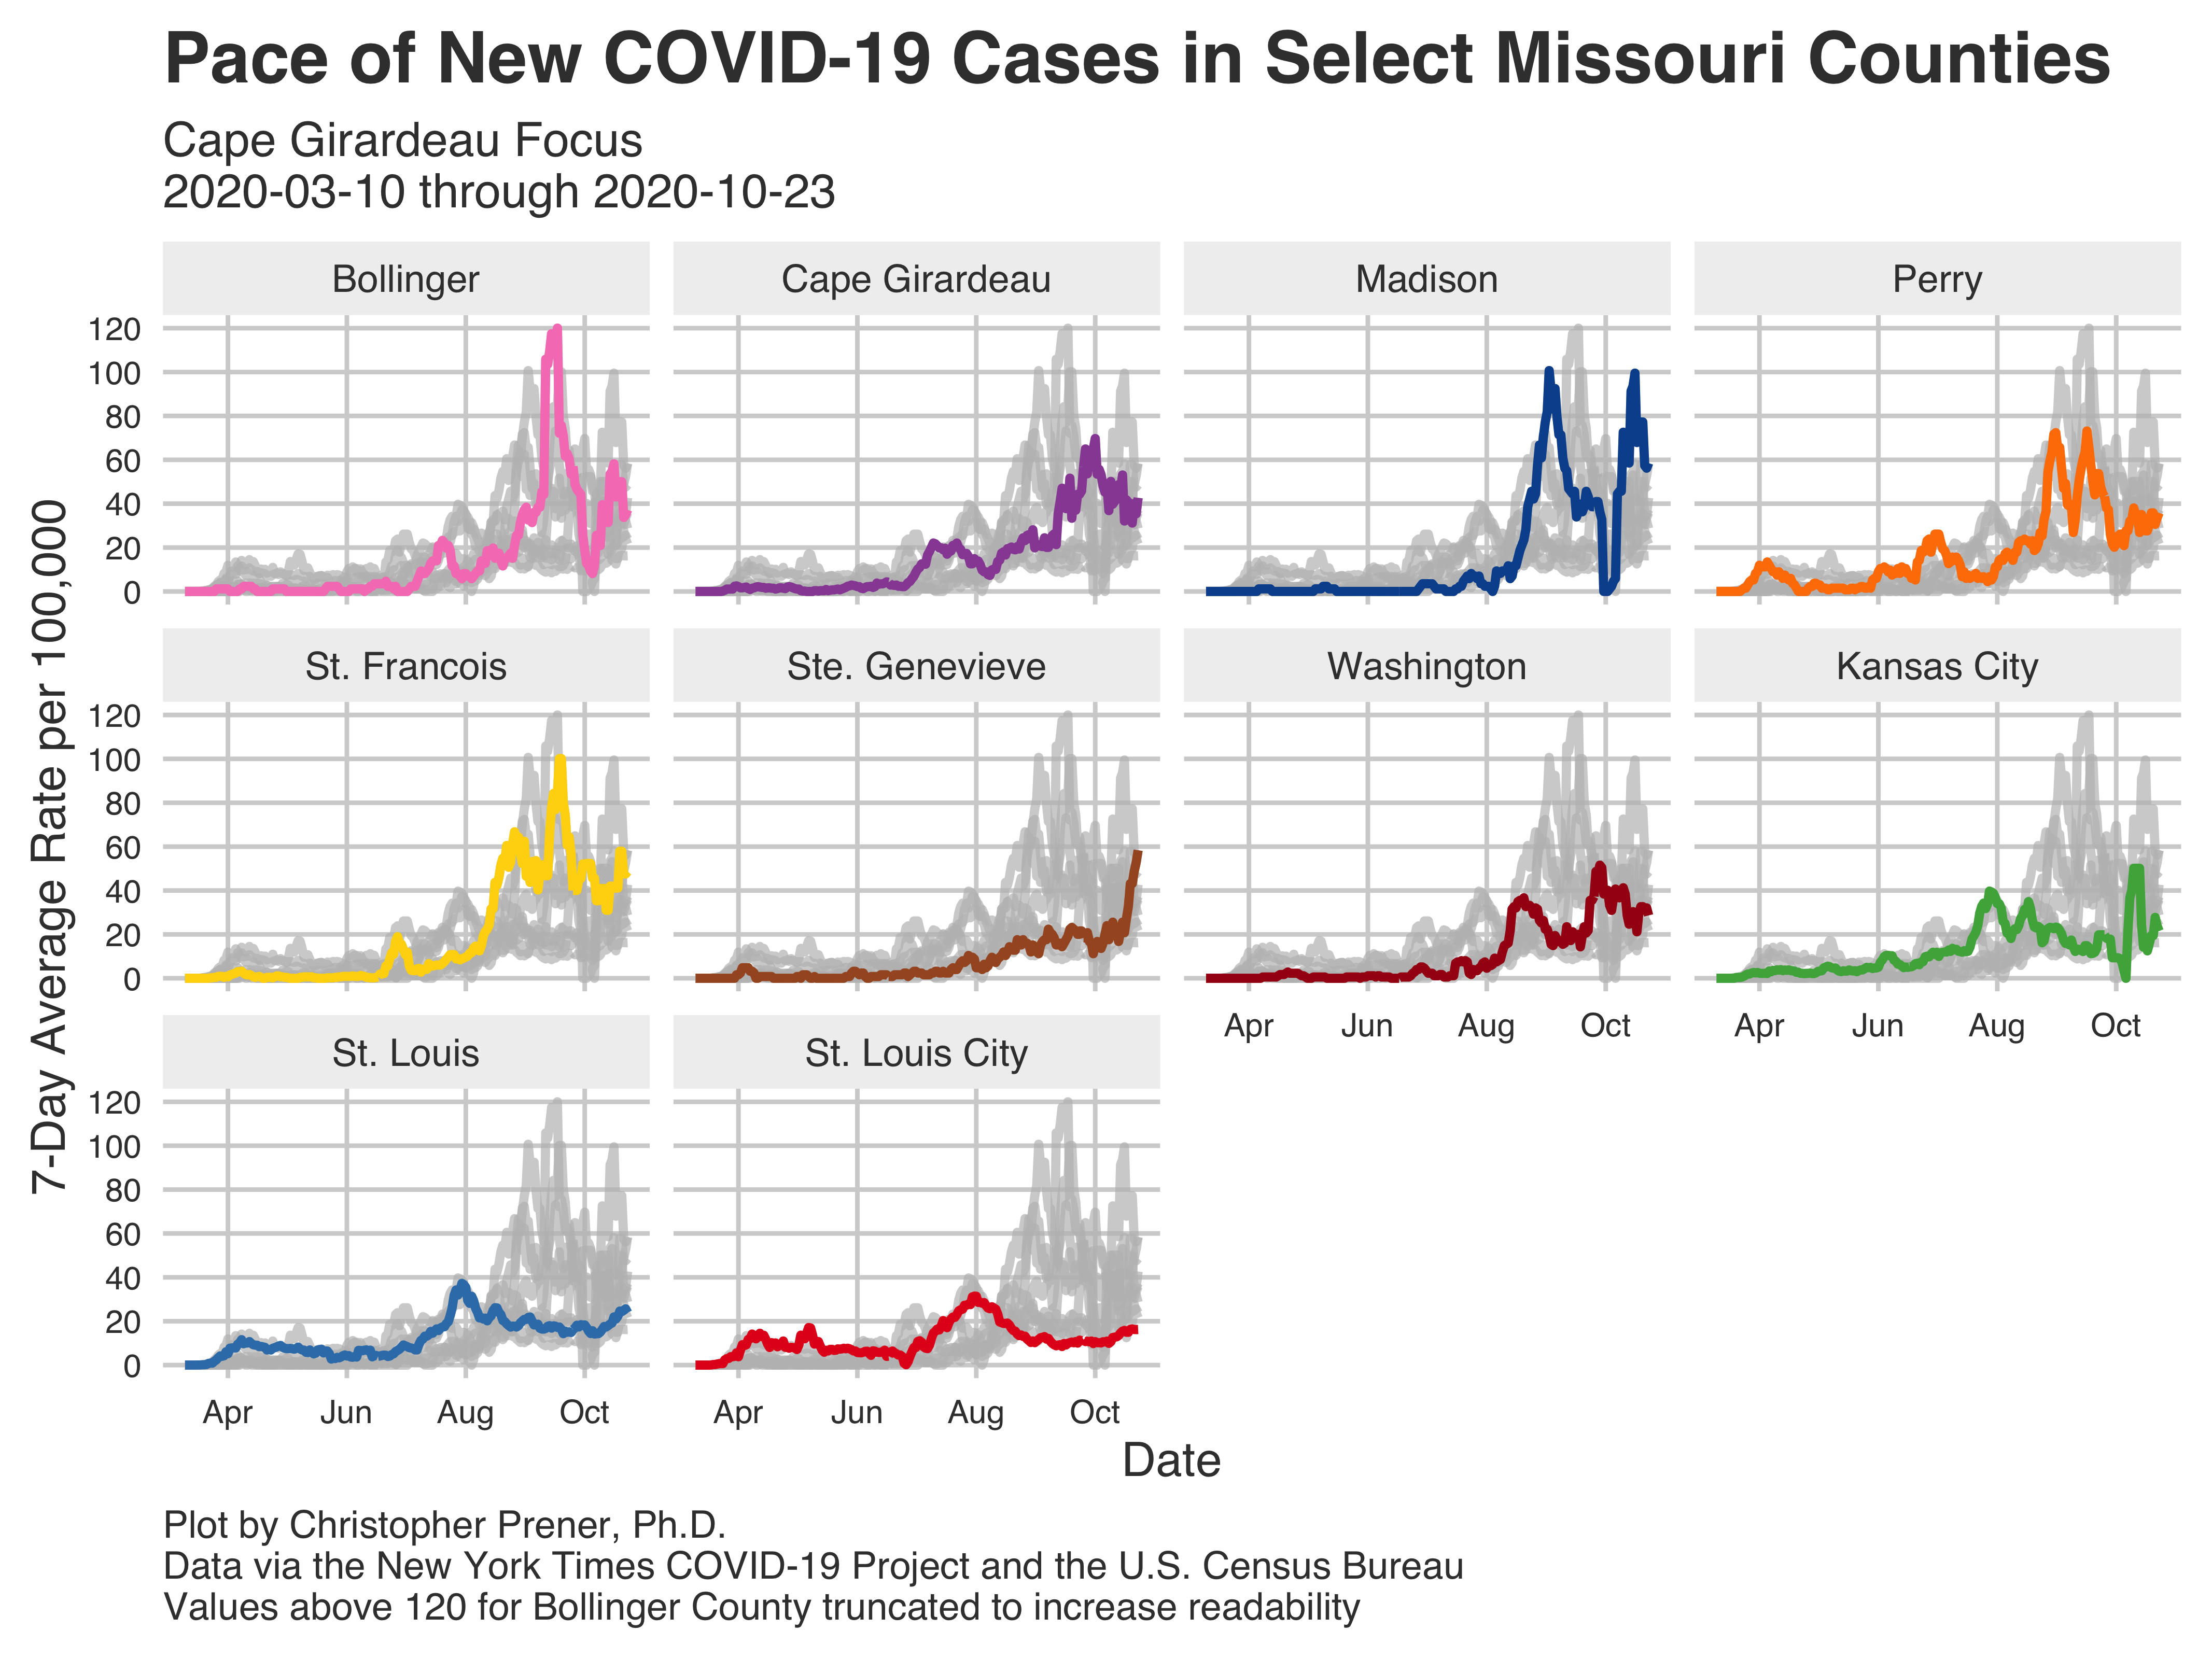 Pace of New COVID-19 Cases in Select Missouri Counties
Cape Girardeau Focus
2020-03-10 through 2020-10-23
7-Day Average Rate per 100,000
Bollinger
Cape Girardeau
Madison
Perry
120
100
80
60
40
20
0
St. Francois
Ste. Genevieve
Washington
Kansas City
120
100
80
60
40
20
0
Apr Jun Aug Oct
Apr Jun Aug Oct
St. Louis
St. Louis City
120
100
80
60
40
20
0
Apr Jun Aug Oct
Apr Jun Aug Oct
Date
Plot by Christopher Prener, Ph.D.
Data via the New York Times COVID-19 Project and the U.S. Census Bureau
Values above 120 for Bollinger County truncated to increase readability